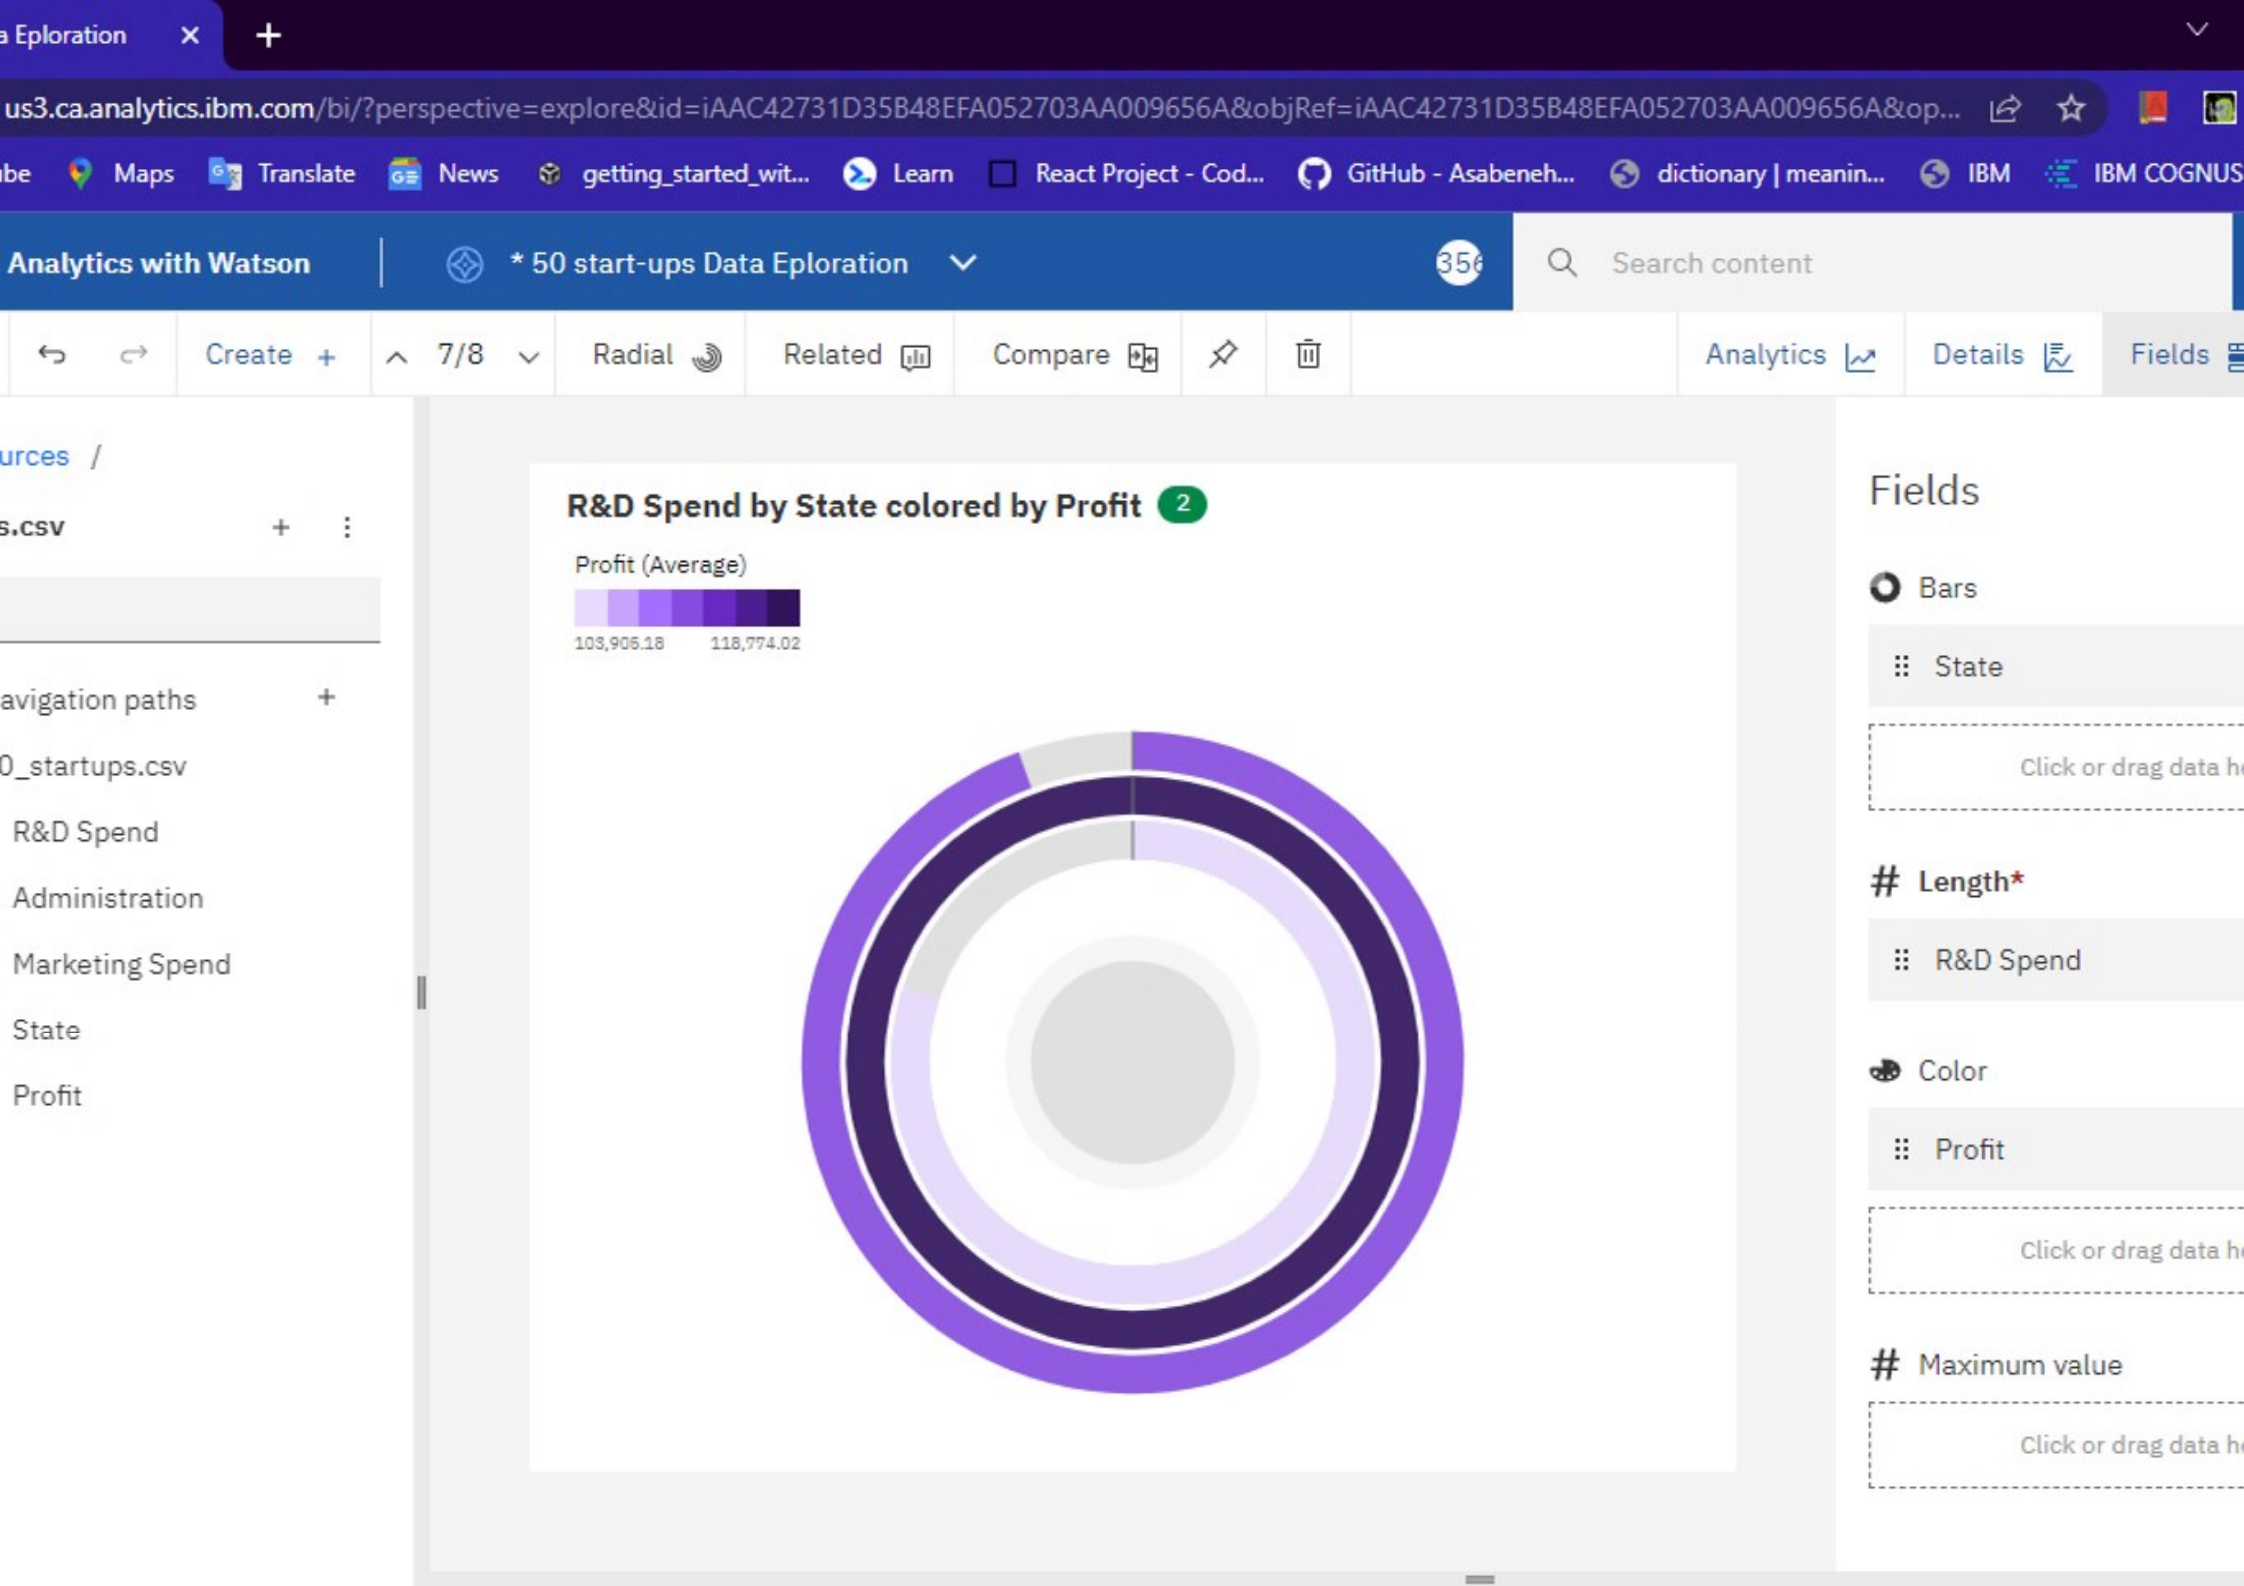 a Eploration
us3.ca.analytics.ibm.com/bi/?perspective=explore&id=iAAC42731D35B48EFA052703AA009656A&objRef=iAAC42731D35B48EFA052703AA009656A&op...
be Maps Translate News getting_started_wit... Learn React Project - Cod... GitHub - Asabeneh... dictionary | meanin... IBM IBM COGNUS
Analytics with Watson * 50 start-ups Data Eploration 356 Search content
Create + 7/8 Radial Related Compare Analytics Details Fields
urces /
s.csv
avigation paths
0_startups.csv
R&D Spend
Administration
Marketing Spend
State
Profit
R&D Spend by State colored by Profit 2
Profit (Average)
103,905.18 118,774.02
Fields
Bars
State
Click or drag data he
# Length*
R&D Spend
Color
Profit
Click or drag data he
# Maximum value
Click or drag data he